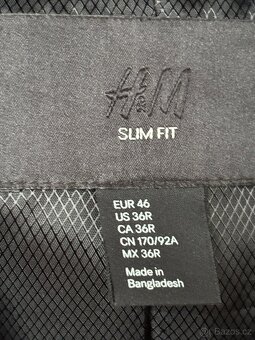 H&M
SLIM FIT
EUR 46
US 36R
CA 36R
CN 170/92A
MX 36R
Made in
Bangladesh
Bazos.cz